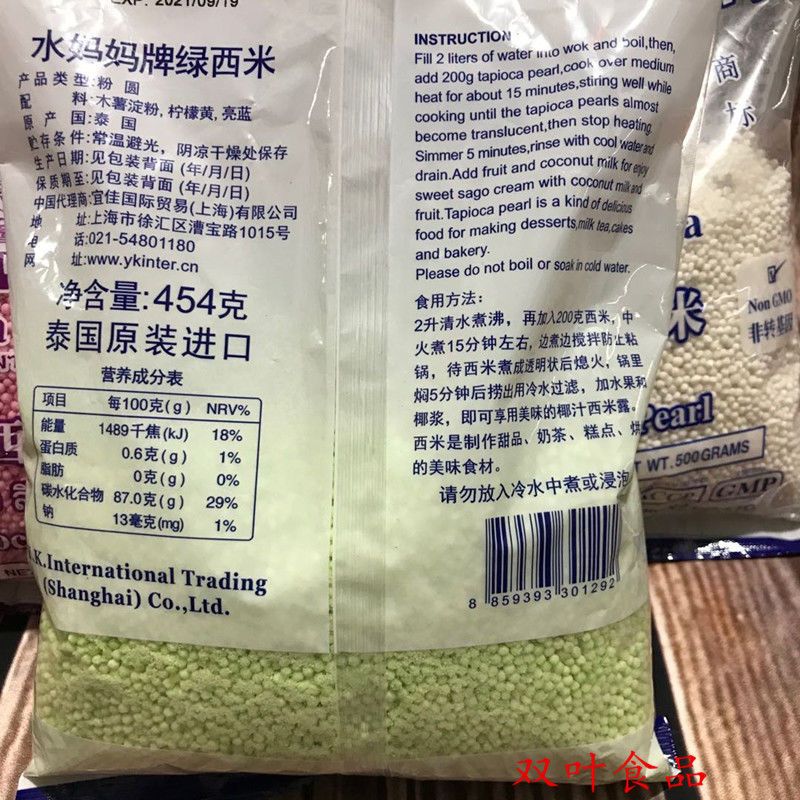 EXP: 2021/09/19
水妈妈牌绿西米
产品类型:粉圆
配 料:木薯淀粉,柠檬黄,亮蓝
原产国:泰国
贮存条件:常温避光,阴凉干燥处保存
生产日期:见包装背面 (年/月/日)
保质期至:见包装背面 (年/月/日)
中国代理商:宜佳国际贸易(上海)有限公司
地 址:上海市徐汇区漕宝路1015号
电 话:021-54801180
网 址:www.ykinter.cn
净含量:454克
泰国原装进口
营养成分表
项目 每100克(g) NRV%
能量 1489千焦(kJ) 18%
蛋白质 0.6克(g) 1%
脂肪 0克(g) 0%
碳水化合物 87.0克(g) 29%
钠 13毫克(mg) 1%
.K.International Trading
(Shanghai) Co.,Ltd.
INSTRUCTION:
Fill 2 liters of water into wok and boil,then,
add 200g tapioca pearl,cook over medium
heat for about 15 minutes,stiring well while
cooking until the tapioca pearls almost
become translucent,then stop heating.
Simmer 5 minutes,rinse with cool water and
drain.Add fruit and coconut milk for enjoy
sweet sago cream with coconut milk and
fruit.Tapioca pearl is a kind of delicious
food for making desserts,milk tea,cakes
and bakery.
Please do not boil or soak in cold water.
食用方法:
2升清水煮沸,再加入200克西米,中
火煮15分钟左右,边煮边搅拌防止粘
锅,待西米煮成透明状后熄火,锅里
焖5分钟后捞出用冷水过滤,加水果和
椰浆,即可享用美味的椰汁西米露。
西米是制作甜品、奶茶、糕点、烘
的美味食材。
请勿放入冷水中煮或浸泡
8 859393 301292
商
标
Non GMO
非转基因
米
Pearl
WT. 500GRAMS
GMP
双叶食品